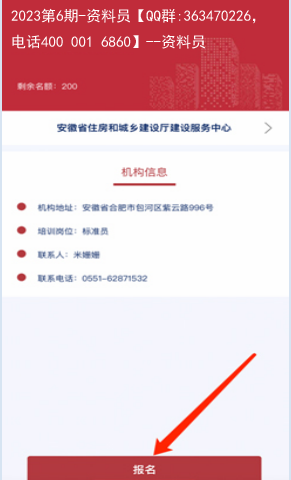 2023第6期-资料员【QQ群:363470226,
电话400 001 6860】--资料员
剩余名额：200
安徽省住房和城乡建设厅建设服务中心
机构信息
机构地址：安徽省合肥市包河区紫云路996号
培训岗位：标准员
联系人：米姗姗
联系电话：0551-62871532
报名